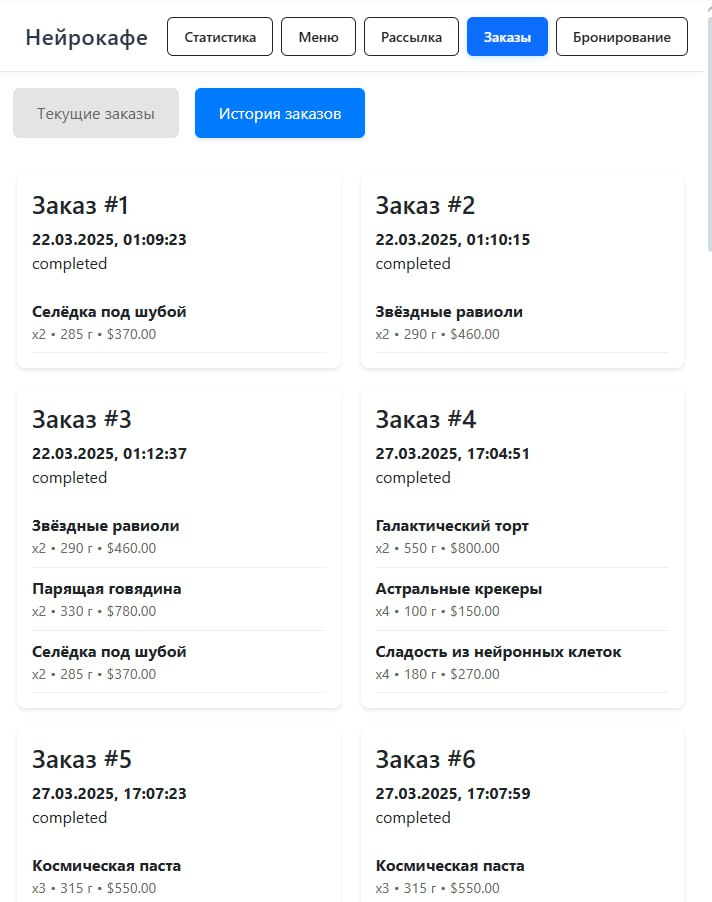 Нейрокафе
Статистика
Меню
Рассылка
Заказы
Бронирование
Текущие заказы
История заказов
Заказ #1
22.03.2025, 01:09:23
completed
Селёдка под шубой
x2 • 285 г • $370.00
Заказ #2
22.03.2025, 01:10:15
completed
Звёздные равиоли
x2 • 290 г • $460.00
Заказ #3
22.03.2025, 01:12:37
completed
Звёздные равиоли
x2 • 290 г • $460.00
Парящая говядина
x2 • 330 г • $780.00
Селёдка под шубой
x2 • 285 г • $370.00
Заказ #4
27.03.2025, 17:04:51
completed
Галактический торт
x2 • 550 г • $800.00
Астральные крекеры
x4 • 100 г • $150.00
Сладость из нейронных клеток
x4 • 180 г • $270.00
Заказ #5
27.03.2025, 17:07:23
completed
Космическая паста
x3 • 315 г • $550.00
Заказ #6
27.03.2025, 17:07:59
completed
Космическая паста
x3 • 315 г • $550.00